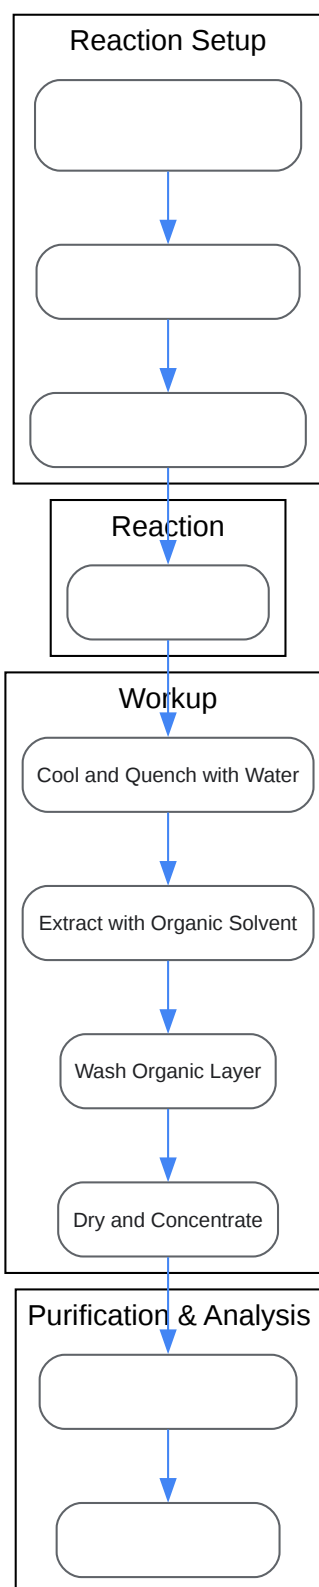 Reaction Setup
Reaction
Workup
Cool and Quench with Water
Extract with Organic Solvent
Wash Organic Layer
Dry and Concentrate
Purification & Analysis